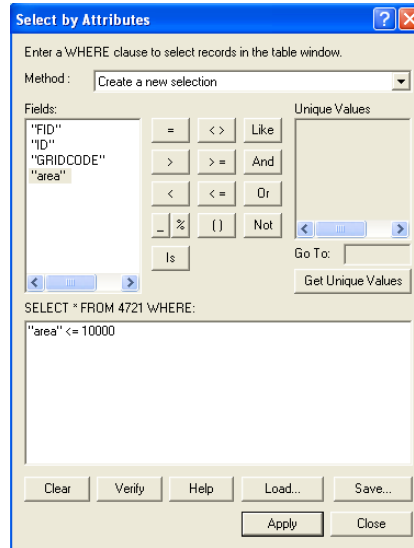 Select by Attributes
Enter a WHERE clause to select records in the table window.
Method : Create a new selection
Fields: Unique Values
"FID"
"ID"
"GRIDCODE"
"area"
= < > Like
> > = And
< < = Or
_ % ( ) Not
Is
Go To:
Get Unique Values
SELECT * FROM 4721 WHERE:
"area" <= 10000
Clear Verify Help Load... Save...
Apply Close